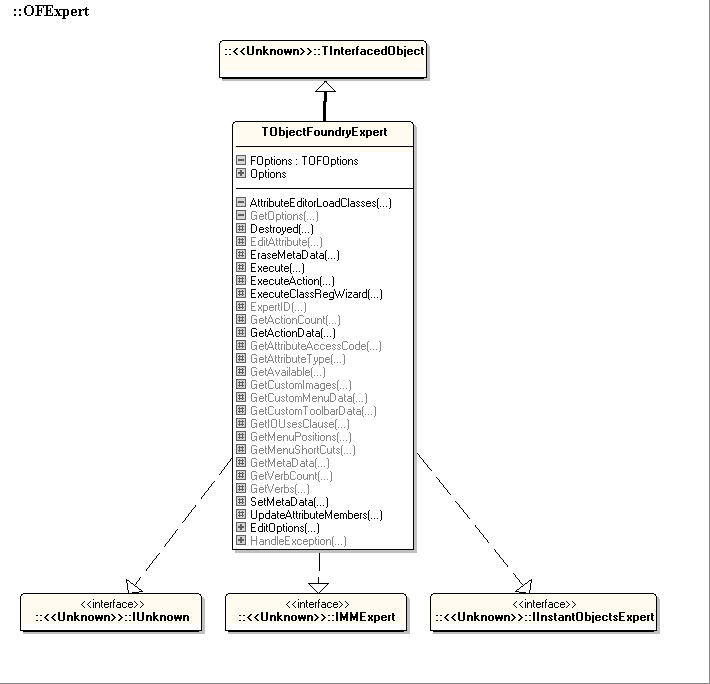 ::OFExpert
::<<Unknown>>::TInterfacedObject
TObjectFoundryExpert
FOptions : TOFOptions
Options
AttributeEditorLoadClasses(...)
GetOptions(...)
Destroyed(...)
EditAttribute(...)
EraseMetaData(...)
Execute(...)
ExecuteAction(...)
ExecuteClassRegWizard(...)
ExpertID(...)
GetActionCount(...)
GetActionData(...)
GetAttributeAccessCode(...)
GetAttributeType(...)
GetAvailable(...)
GetCustomImages(...)
GetCustomMenuData(...)
GetCustomToolbarData(...)
GetIOUsesClause(...)
GetMenuPositions(...)
GetMenuShortCuts(...)
GetMetaData(...)
GetVerbCount(...)
GetVerbs(...)
SetMetaData(...)
UpdateAttributeMembers(...)
EditOptions(...)
HandleException(...)
<<interface>>
::<<Unknown>>::IUnknown
<<interface>>
::<<Unknown>>::IMMExpert
<<interface>>
::<<Unknown>>::IInstantObjectsExpert